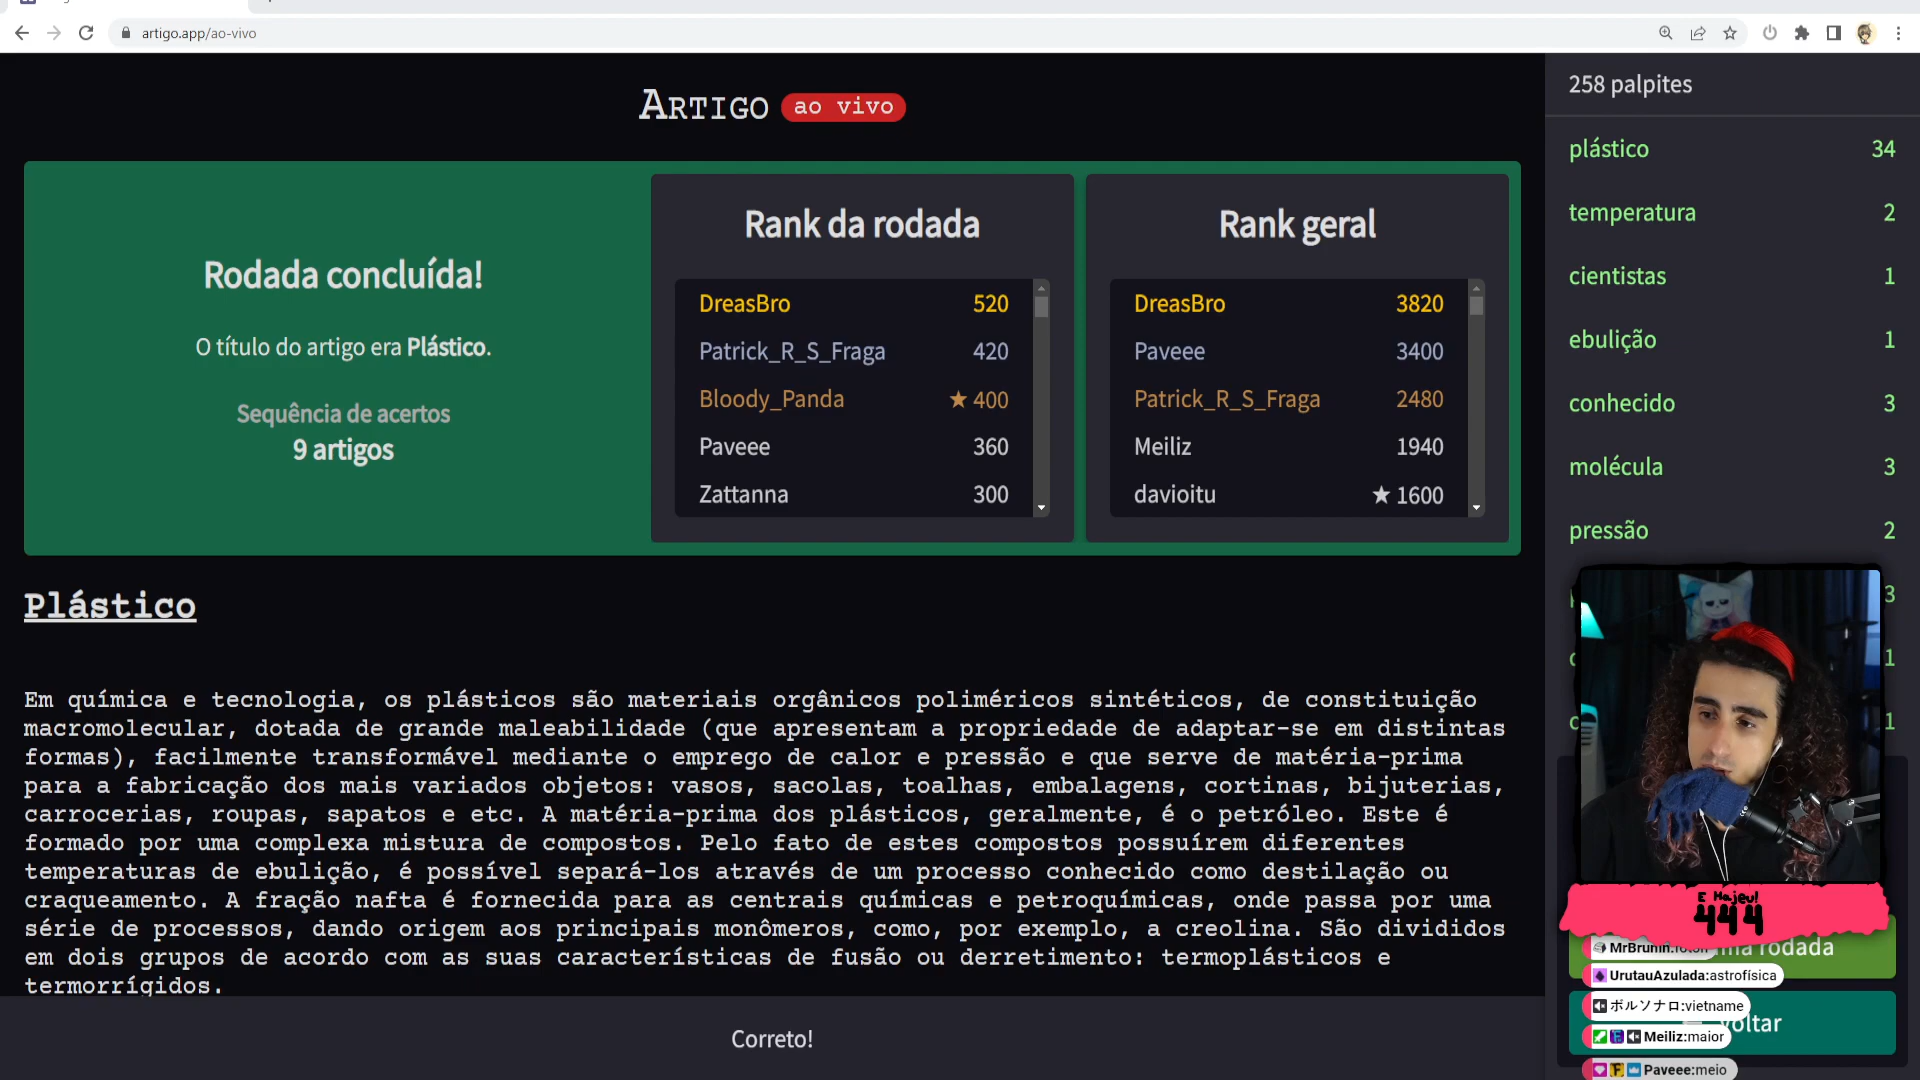 artigo.app/ao-vivo
ARTIGO ao vivo
Rodada concluída!
O título do artigo era Plástico.
Sequência de acertos
9 artigos
Rank da rodada
DreasBro 520
Patrick_R_S_Fraga 420
Bloody_Panda ★ 400
Paveee 360
Zattanna 300
Rank geral
DreasBro 3820
Paveee 3400
Patrick_R_S_Fraga 2480
Meiliz 1940
davioitu ★ 1600
Plástico
Em química e tecnologia, os plásticos são materiais orgânicos poliméricos sintéticos, de constituição
macromolecular, dotada de grande maleabilidade (que apresentam a propriedade de adaptar-se em distintas
formas), facilmente transformável mediante o emprego de calor e pressão e que serve de matéria-prima
para a fabricação dos mais variados objetos: vasos, sacolas, toalhas, embalagens, cortinas, bijuterias,
carrocerias, roupas, sapatos e etc. A matéria-prima dos plásticos, geralmente, é o petróleo. Este é
formado por uma complexa mistura de compostos. Pelo fato de estes compostos possuírem diferentes
temperaturas de ebulição, é possível separá-los através de um processo conhecido como destilação ou
craqueamento. A fração nafta é fornecida para as centrais químicas e petroquímicas, onde passa por uma
série de processos, dando origem aos principais monômeros, como, por exemplo, a creolina. São divididos
em dois grupos de acordo com as suas características de fusão ou derretimento: termoplásticos e
termorrígidos.
Correto!
258 palpites
plástico 34
temperatura 2
cientistas 1
ebulição 1
conhecido 3
molécula 3
pressão 2
3
1
1
E Hajeu!
444
rodada
UrutauAzulada:astrofísica
ボルソナロ:vietname
voltar
Meiliz:maior
Paveee:meio